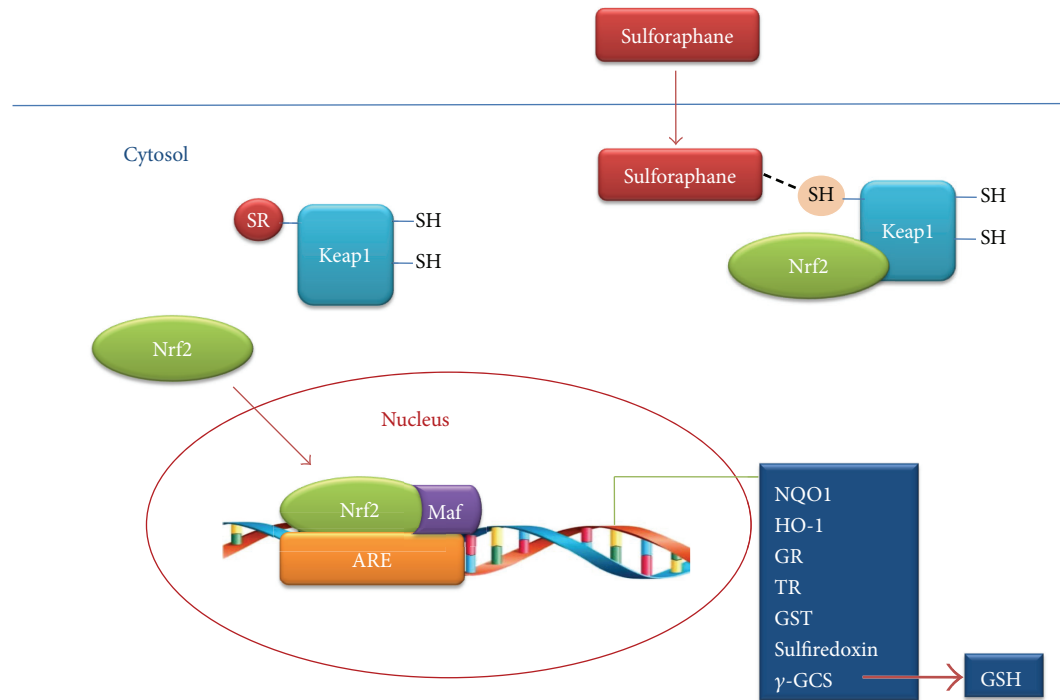 Sulforaphane
Cytosol
Sulforaphane
SH
SH
Keap1
SH
Nrf2
SR
SH
Keap1
SH
Nrf2
Nucleus
Nrf2
Maf
ARE
NQO1
HO-1
GR
TR
GST
Sulfiredoxin
γ-GCS
GSH